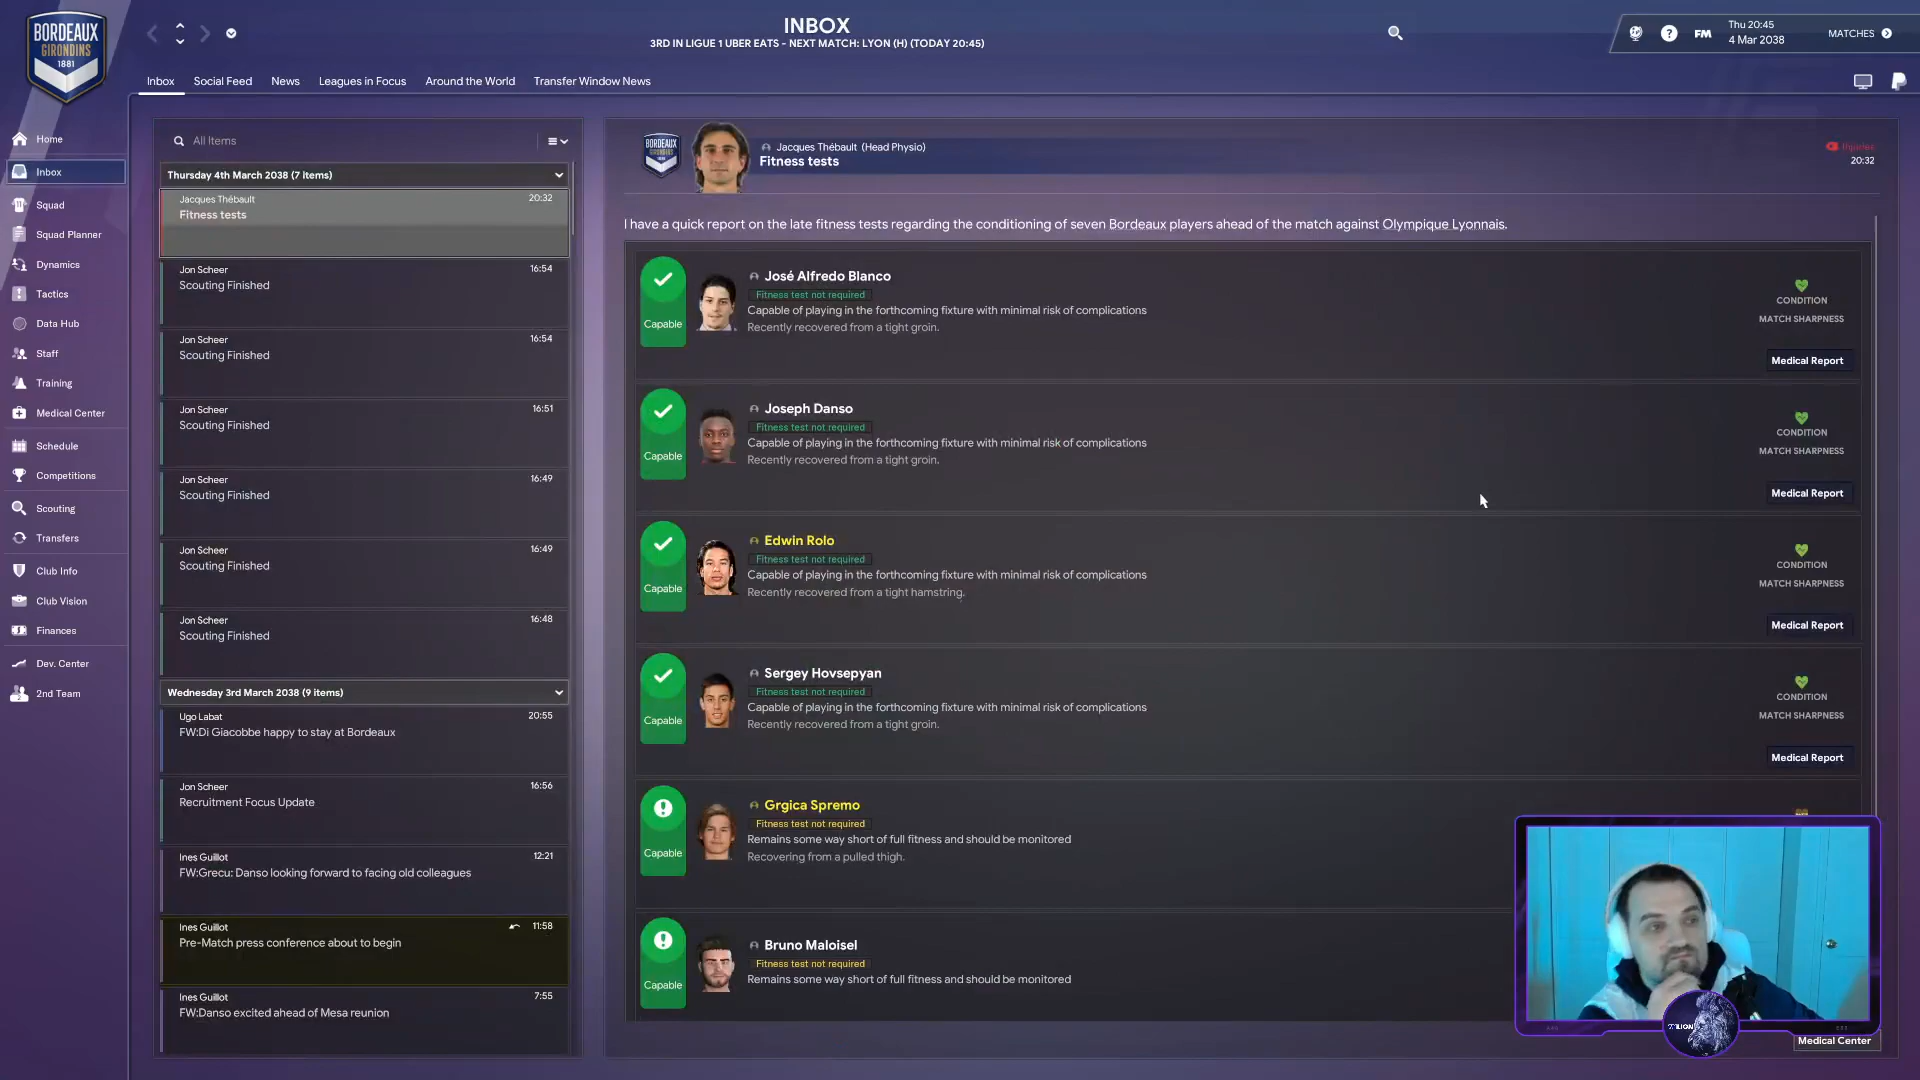 BORDEAUX
GIRONDINS
1881
INBOX
3RD IN LIGUE 1 UBER EATS - NEXT MATCH: LYON (H) (TODAY 20:45)
FM
Thu 20:45
4 Mar 2038
MATCHES
Inbox
Social Feed
News
Leagues in Focus
Around the World
Transfer Window News
Home
Inbox
Squad
Squad Planner
Dynamics
Tactics
Data Hub
Staff
Training
Medical Center
Schedule
Competitions
Scouting
Transfers
Club Info
Club Vision
Finances
Dev. Center
2nd Team
All Items
Thursday 4th March 2038 (7 items)
Jacques Thébault 20:32
Fitness tests
Jon Scheer 16:54
Scouting Finished
Jon Scheer 16:54
Scouting Finished
Jon Scheer 16:51
Scouting Finished
Jon Scheer 16:49
Scouting Finished
Jon Scheer 16:49
Scouting Finished
Jon Scheer 16:48
Scouting Finished
Wednesday 3rd March 2038 (9 items)
Ugo Labat 20:55
FW:Di Giacobbe happy to stay at Bordeaux
Jon Scheer 16:56
Recruitment Focus Update
Ines Guillot 12:21
FW:Grecu: Danso looking forward to facing old colleagues
Ines Guillot 11:58
Pre-Match press conference about to begin
Ines Guillot 7:55
FW:Danso excited ahead of Mesa reunion
BORDEAUX
Jacques Thébault (Head Physio)
Fitness tests
Injuries
20:32
I have a quick report on the late fitness tests regarding the conditioning of seven Bordeaux players ahead of the match against Olympique Lyonnais.
Capable
José Alfredo Blanco
Fitness test not required
Capable of playing in the forthcoming fixture with minimal risk of complications
Recently recovered from a tight groin.
CONDITION
MATCH SHARPNESS
Medical Report
Capable
Joseph Danso
Fitness test not required
Capable of playing in the forthcoming fixture with minimal risk of complications
Recently recovered from a tight groin.
CONDITION
MATCH SHARPNESS
Medical Report
Capable
Edwin Rolo
Fitness test not required
Capable of playing in the forthcoming fixture with minimal risk of complications
Recently recovered from a tight hamstring.
CONDITION
MATCH SHARPNESS
Medical Report
Capable
Sergey Hovsepyan
Fitness test not required
Capable of playing in the forthcoming fixture with minimal risk of complications
Recently recovered from a tight groin.
CONDITION
MATCH SHARPNESS
Medical Report
Capable
Grgica Spremo
Fitness test not required
Remains some way short of full fitness and should be monitored
Recovering from a pulled thigh.
Capable
Bruno Maloisel
Fitness test not required
Remains some way short of full fitness and should be monitored
Medical Center